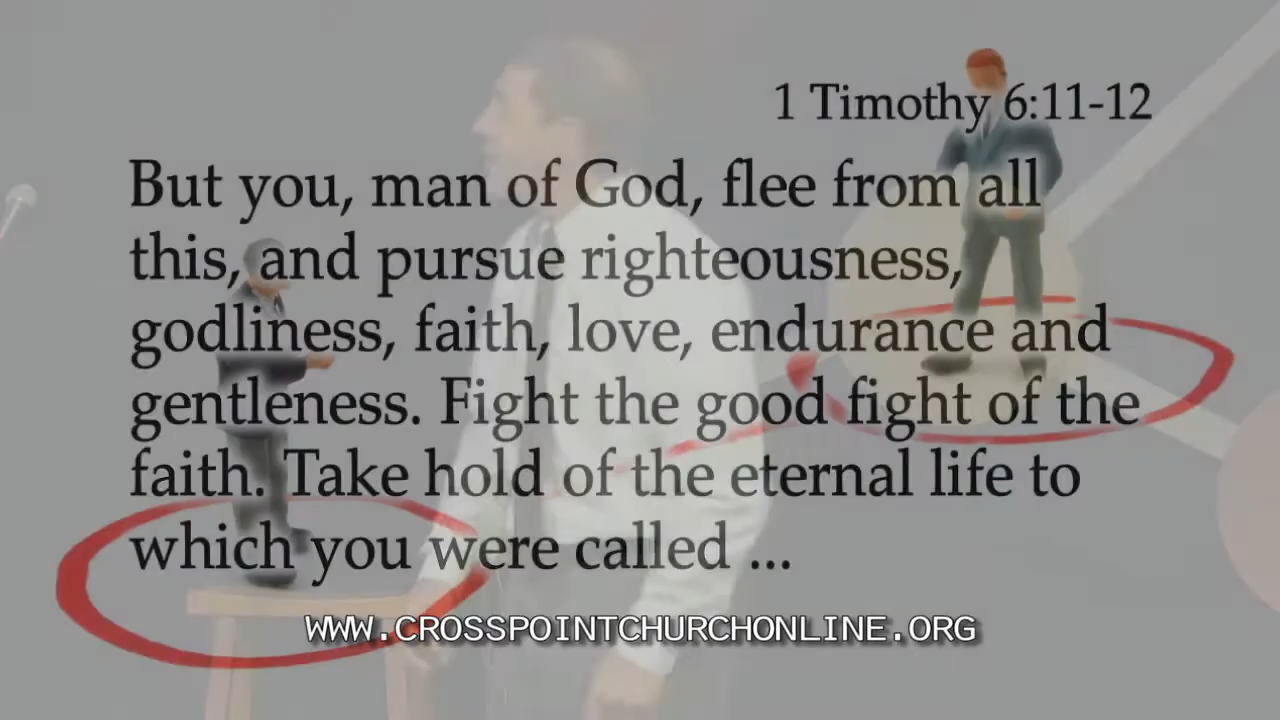 1 Timothy 6:11-12
But you, man of God, flee from all
this, and pursue righteousness,
godliness, faith, love, endurance and
gentleness. Fight the good fight of the
faith. Take hold of the eternal life to
which you were called ...
WWW.CROSSPOINTCHURCHONLINE.ORG